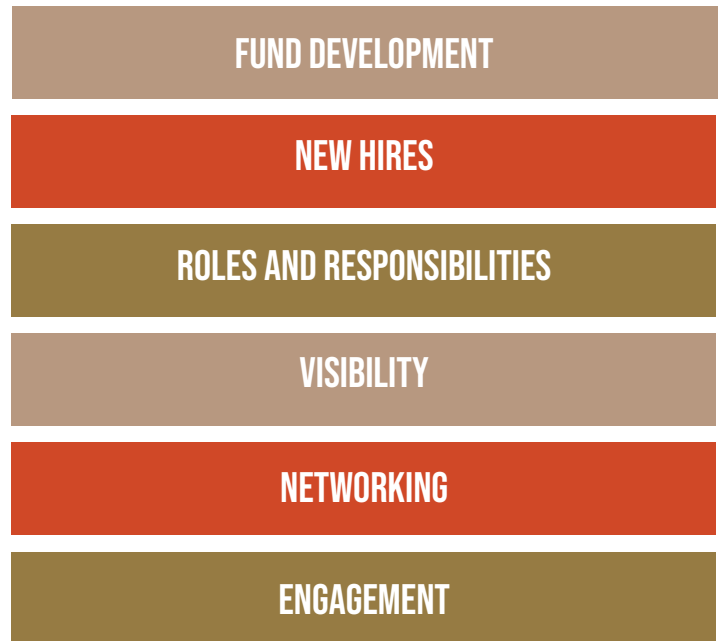 FUND DEVELOPMENT
NEW HIRES
ROLES AND RESPONSIBILITIES
VISIBILITY
NETWORKING
ENGAGEMENT